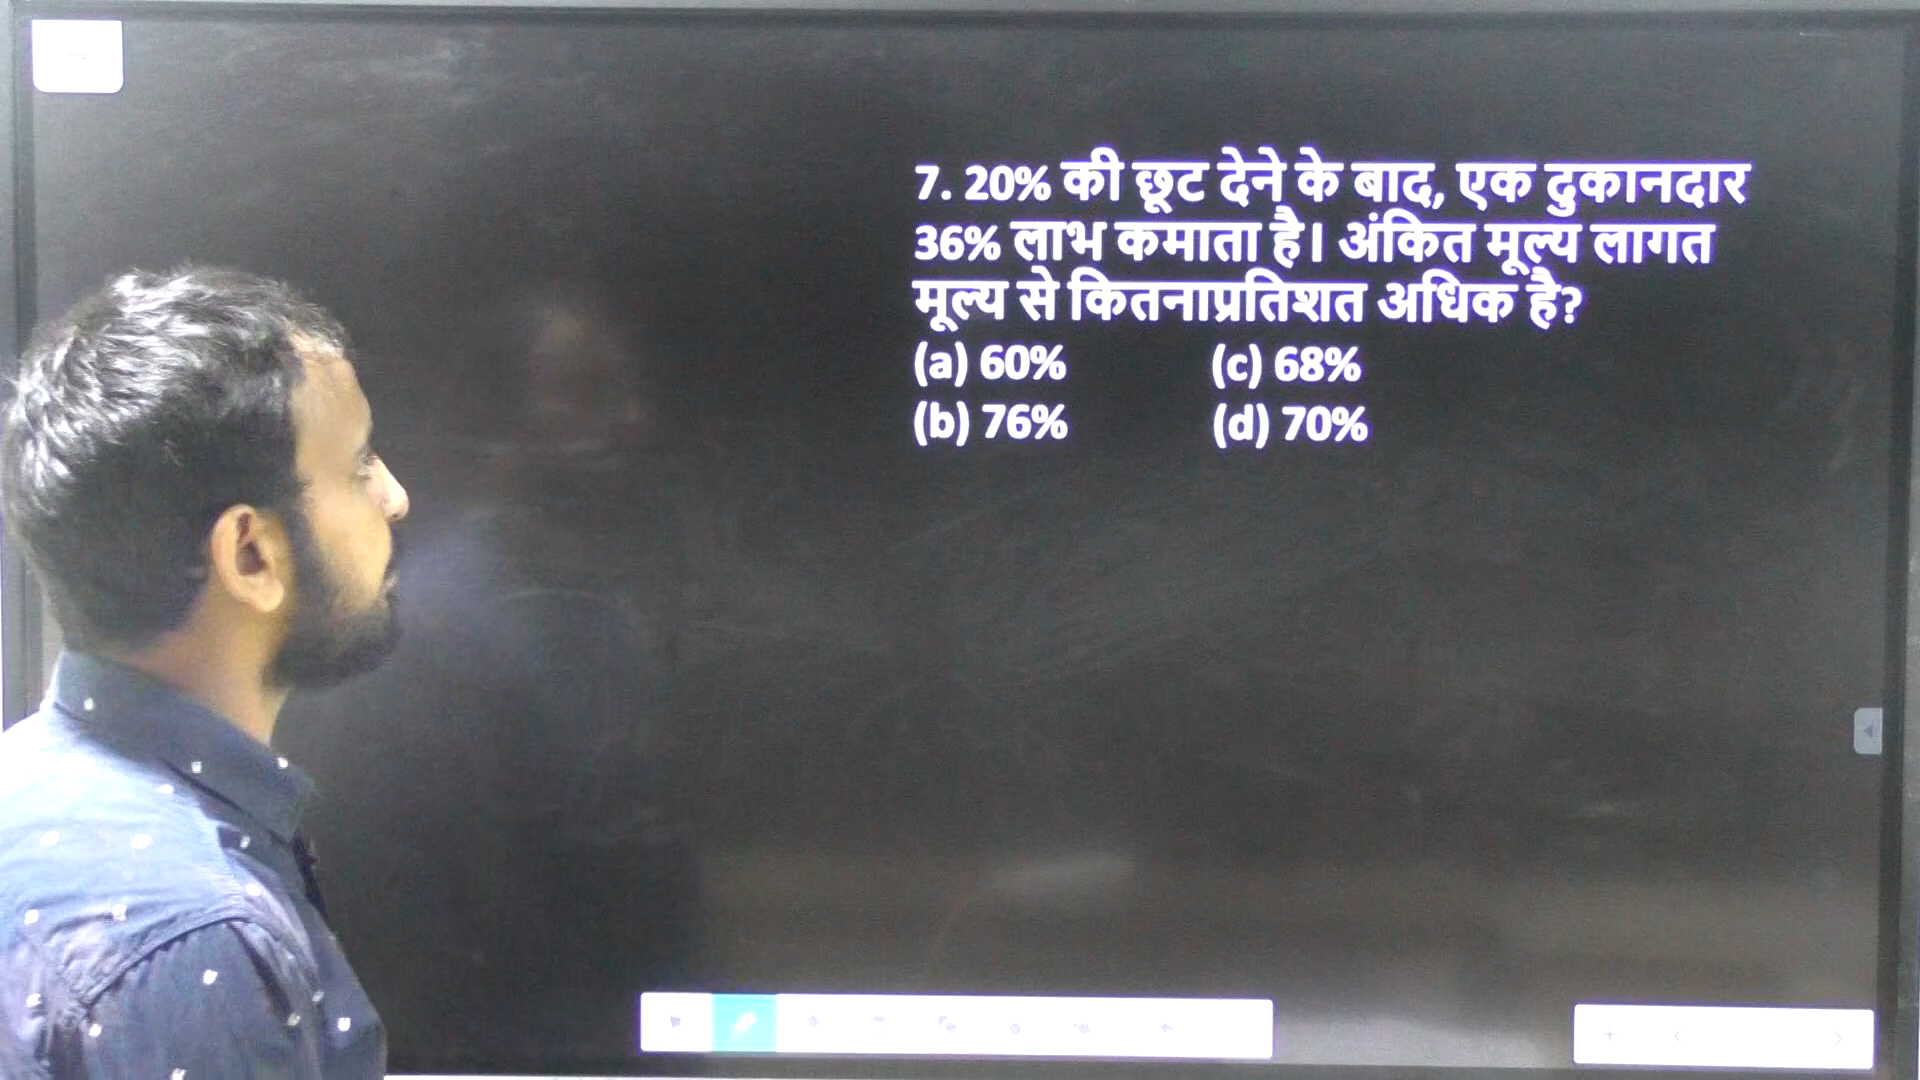 7. 20% की छूट देने के बाद, एक दुकानदार
36% लाभ कमाता है। अंकित मूल्य लागत
मूल्य से कितनाप्रतिशत अधिक है?
(a) 60% (c) 68%
(b) 76% (d) 70%